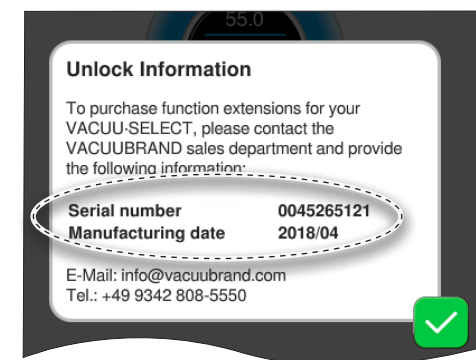 55.0
Unlock Information
To purchase function extensions for your
VACUU·SELECT, please contact the
VACUUBRAND sales department and provide
the following information:
Serial number 0045265121
Manufacturing date 2018/04
E-Mail: info@vacuubrand.com
Tel.: +49 9342 808-5550